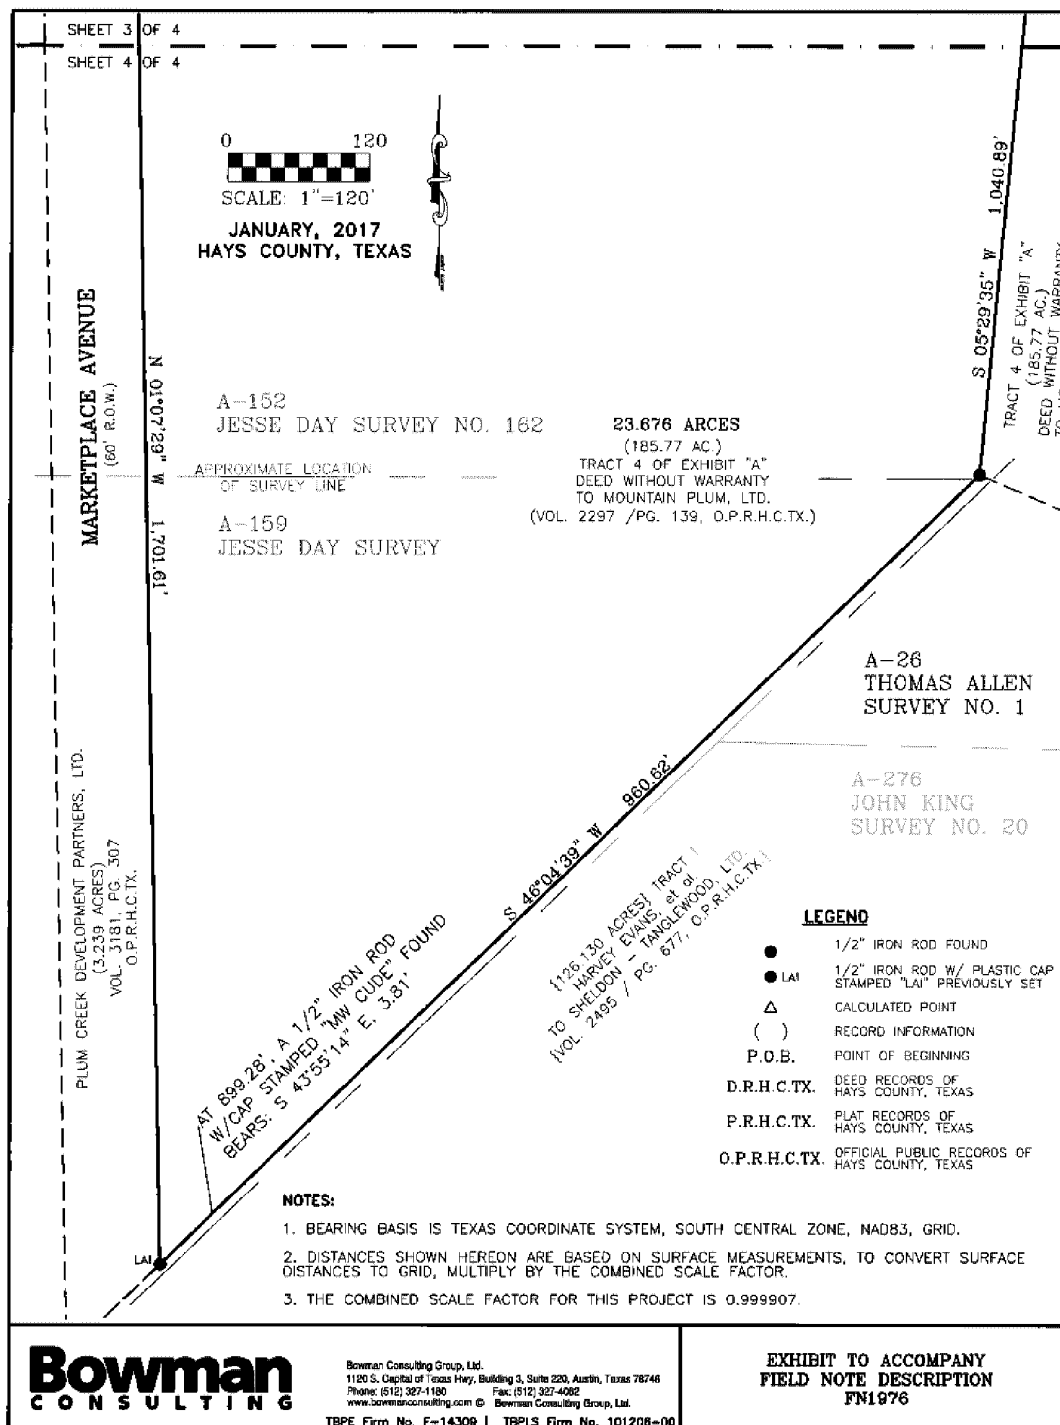 SHEET 3 OF 4
SHEET 4 OF 4
0 120
SCALE: 1"=120'
JANUARY, 2017
HAYS COUNTY, TEXAS
MARKETPLACE AVENUE
(60' R.O.W.)
N 01°07'29" W 1,701.61'
S 05°29'35" W 1,040.89'
TRACT 4 OF EXHIBIT "A"
(185.77 AC.)
DEED WITHOUT WARRANTY
A-152
JESSE DAY SURVEY NO. 162
APPROXIMATE LOCATION
OF SURVEY LINE
A-159
JESSE DAY SURVEY
23.676 ARCES
(185.77 AC.)
TRACT 4 OF EXHIBIT "A"
DEED WITHOUT WARRANTY
TO MOUNTAIN PLUM, LTD.
(VOL. 2297 /PG. 139, O.P.R.H.C.TX.)
A-26
THOMAS ALLEN
SURVEY NO. 1
A-276
JOHN KING
SURVEY NO. 20
PLUM CREEK DEVELOPMENT PARTNERS, LTD.
(3.239 ACRES)
VOL. 3181, PG. 307
O.P.R.H.C.TX.
S 46°04'39" W 960.62'
AT 899.28', A 1/2" IRON ROD
W/CAP STAMPED "MW CUDE" FOUND
BEARS: S 43°55'14" E, 3.81'
{126.130 ACRES} TRACT 1
HARVEY EVANS, et al
TO SHELDON - TANGLEWOOD, LTD.
{VOL. 2495 / PG. 677, O.P.R.H.C.TX.}
LEGEND
1/2" IRON ROD FOUND
LAI 1/2" IRON ROD W/ PLASTIC CAP
STAMPED "LAI" PREVIOUSLY SET
CALCULATED POINT
( ) RECORD INFORMATION
P.O.B. POINT OF BEGINNING
D.R.H.C.TX. DEED RECORDS OF
HAYS COUNTY, TEXAS
P.R.H.C.TX. PLAT RECORDS OF
HAYS COUNTY, TEXAS
O.P.R.H.C.TX. OFFICIAL PUBLIC RECORDS OF
HAYS COUNTY, TEXAS
LAI
NOTES:
1. BEARING BASIS IS TEXAS COORDINATE SYSTEM, SOUTH CENTRAL ZONE, NAD83, GRID.
2. DISTANCES SHOWN HEREON ARE BASED ON SURFACE MEASUREMENTS, TO CONVERT SURFACE
DISTANCES TO GRID, MULTIPLY BY THE COMBINED SCALE FACTOR.
3. THE COMBINED SCALE FACTOR FOR THIS PROJECT IS 0.999907.
Bowman
CONSULTING
Bowman Consulting Group, Ltd.
1120 S. Capital of Texas Hwy, Building 3, Suite 220, Austin, Texas 78746
Phone: (512) 327-1180 Fax: (512) 327-4062
www.bowmanconsulting.com © Bowman Consulting Group, Ltd.
TBPE Firm No. F-14309 | TBPLS Firm No. 101206-00
EXHIBIT TO ACCOMPANY
FIELD NOTE DESCRIPTION
FN1976